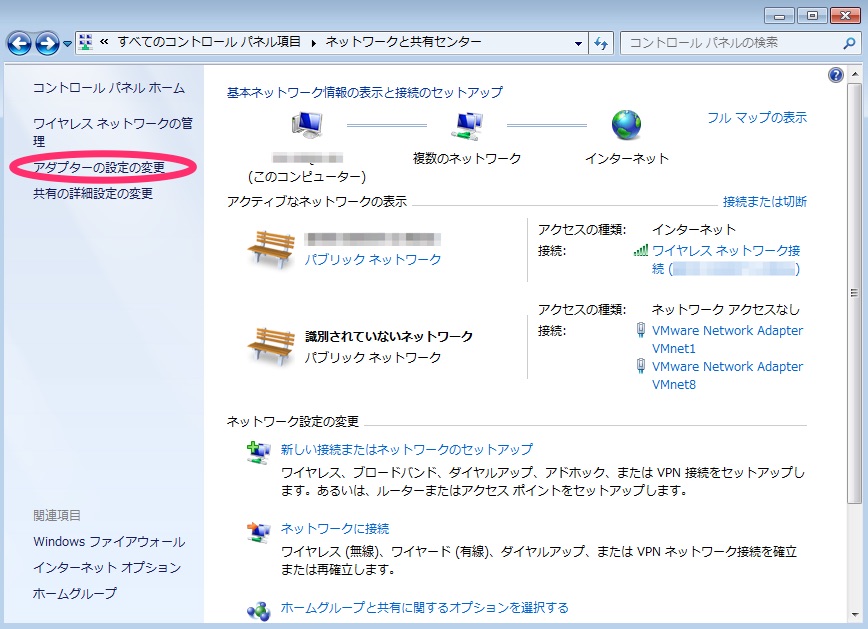 « すべてのコントロール パネル項目 ▸ ネットワークと共有センター
コントロール パネルの検索
コントロール パネル ホーム
ワイヤレス ネットワークの管
理
アダプターの設定の変更
共有の詳細設定の変更
基本ネットワーク情報の表示と接続のセットアップ
フル マップの表示
複数のネットワーク
インターネット
(このコンピューター)
アクティブなネットワークの表示
接続または切断
パブリック ネットワーク
アクセスの種類: インターネット
接続: ワイヤレス ネットワーク接
続 ( )
識別されていないネットワーク
パブリック ネットワーク
アクセスの種類: ネットワーク アクセスなし
接続: VMware Network Adapter
VMnet1
VMware Network Adapter
VMnet8
ネットワーク設定の変更
新しい接続またはネットワークのセットアップ
ワイヤレス、ブロードバンド、ダイヤルアップ、アドホック、または VPN 接続をセットアップし
ます。あるいは、ルーターまたはアクセス ポイントをセットアップします。
ネットワークに接続
ワイヤレス (無線)、ワイヤード (有線)、ダイヤルアップ、または VPN ネットワーク接続を確立
または再確立します。
ホームグループと共有に関するオプションを選択する
関連項目
Windows ファイアウォール
インターネット オプション
ホームグループ